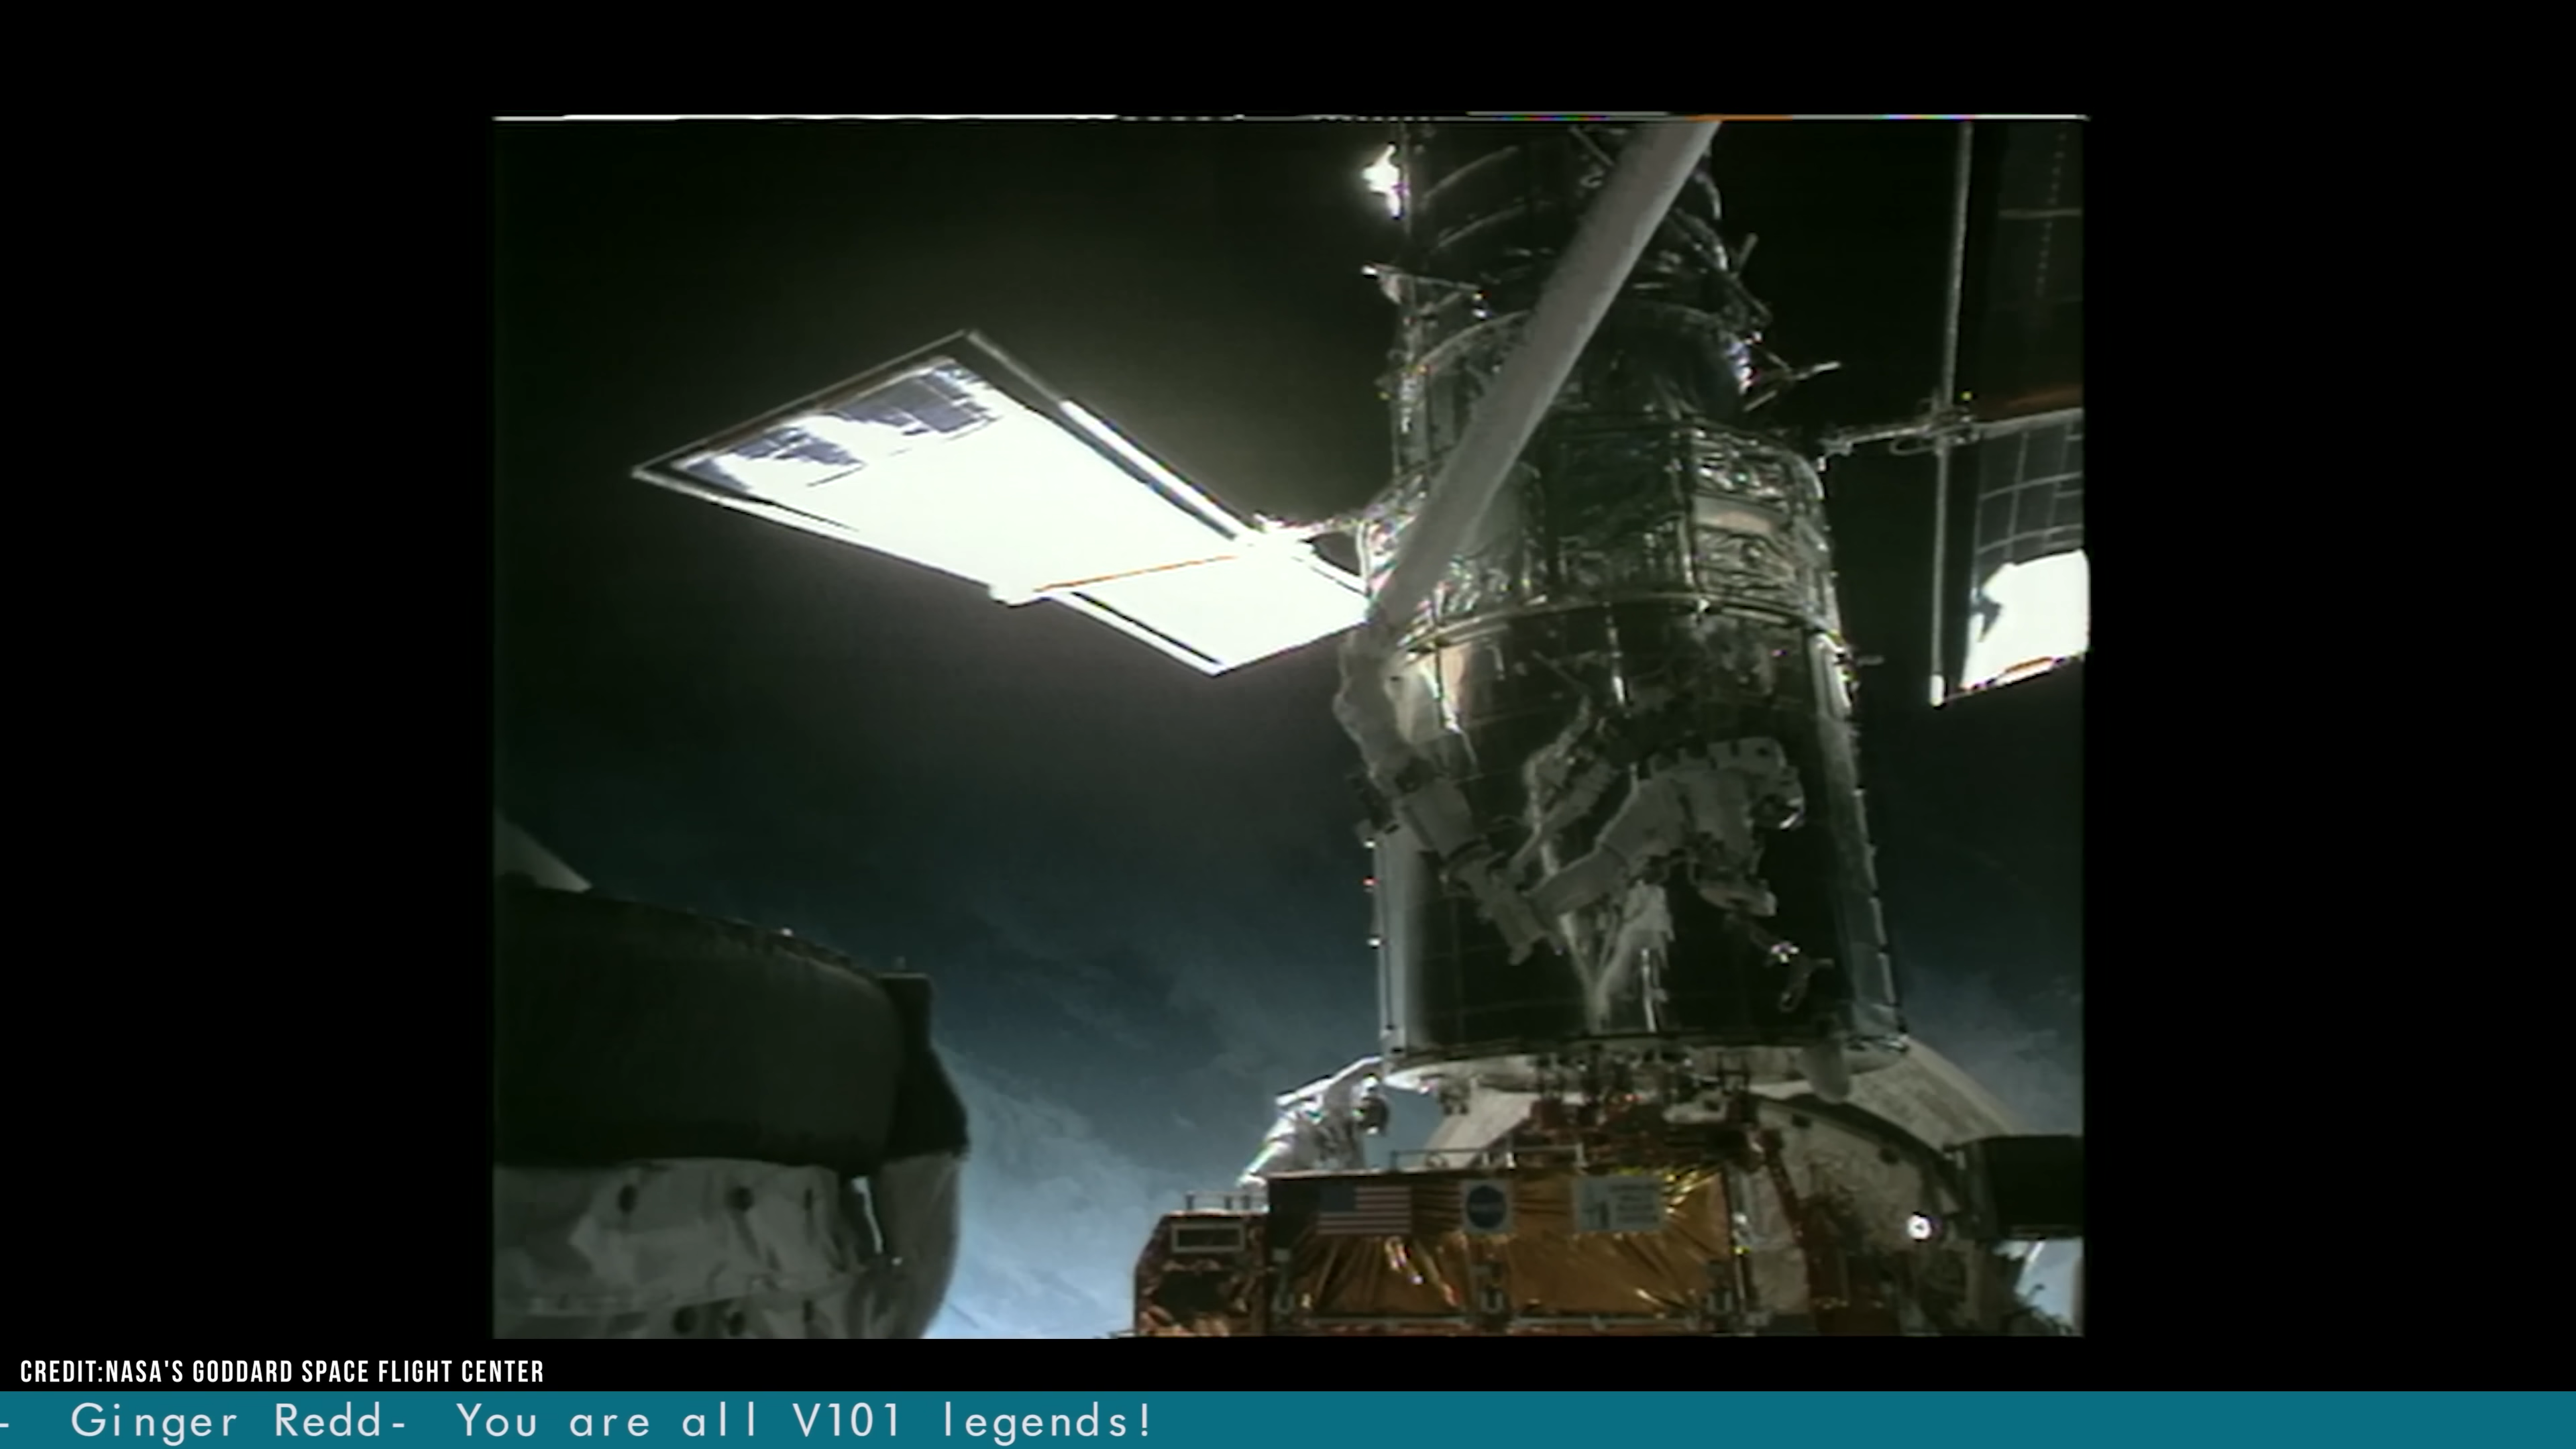 CREDIT:NASA'S GODDARD SPACE FLIGHT CENTER
- Ginger Redd- You are all V101 legends!